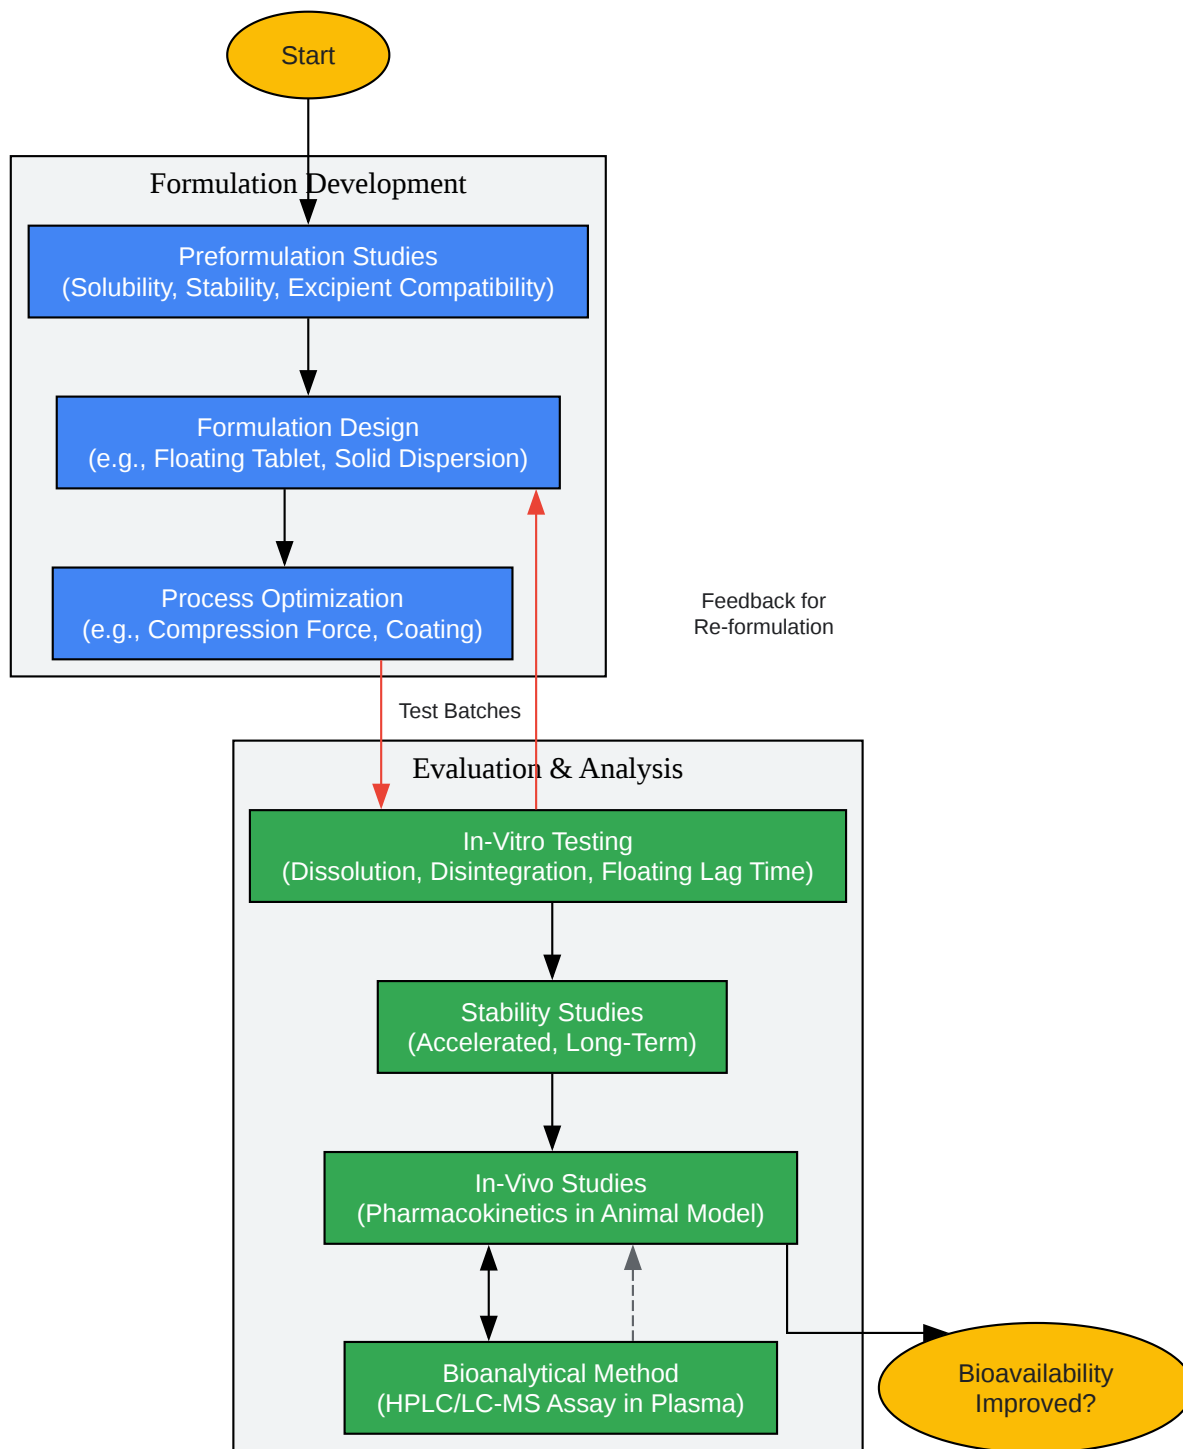 Start
Formulation Development
Preformulation Studies
(Solubility, Stability, Excipient Compatibility)
Formulation Design
(e.g., Floating Tablet, Solid Dispersion)
Process Optimization
(e.g., Compression Force, Coating)
Feedback for
Re-formulation
Test Batches
Evaluation & Analysis
In-Vitro Testing
(Dissolution, Disintegration, Floating Lag Time)
Stability Studies
(Accelerated, Long-Term)
In-Vivo Studies
(Pharmacokinetics in Animal Model)
Bioanalytical Method
(HPLC/LC-MS Assay in Plasma)
Bioavailability
Improved?